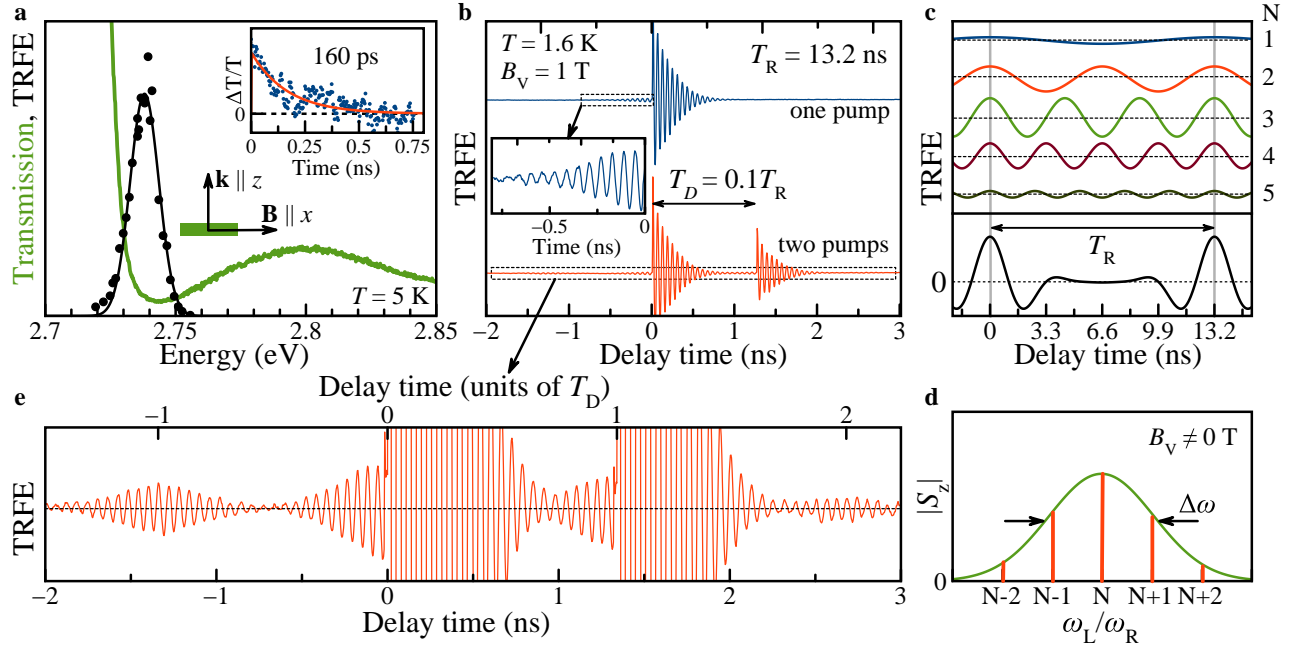 a
Transmission, TRFE
ΔT/T
0
160 ps
0 0.25 0.5 0.75
Time (ns)
k || z
B || x
T = 5 K
2.7 2.75 2.8 2.85
Energy (eV)
b
TRFE
T = 1.6 K
B_V = 1 T
T_R = 13.2 ns
one pump
−0.5 0
Time (ns)
T_D = 0.1T_R
two pumps
−2 −1 0 1 2 3
Delay time (ns)
c
N
1
2
3
4
5
TRFE
T_R
0
0 3.3 6.6 9.9 13.2
Delay time (ns)
d
B_V ≠ 0 T
|S_z|
Δω
0
N-2 N-1 N N+1 N+2
ω_L/ω_R
e
Delay time (units of T_D)
−1 0 1 2
TRFE
−2 −1 0 1 2 3
Delay time (ns)